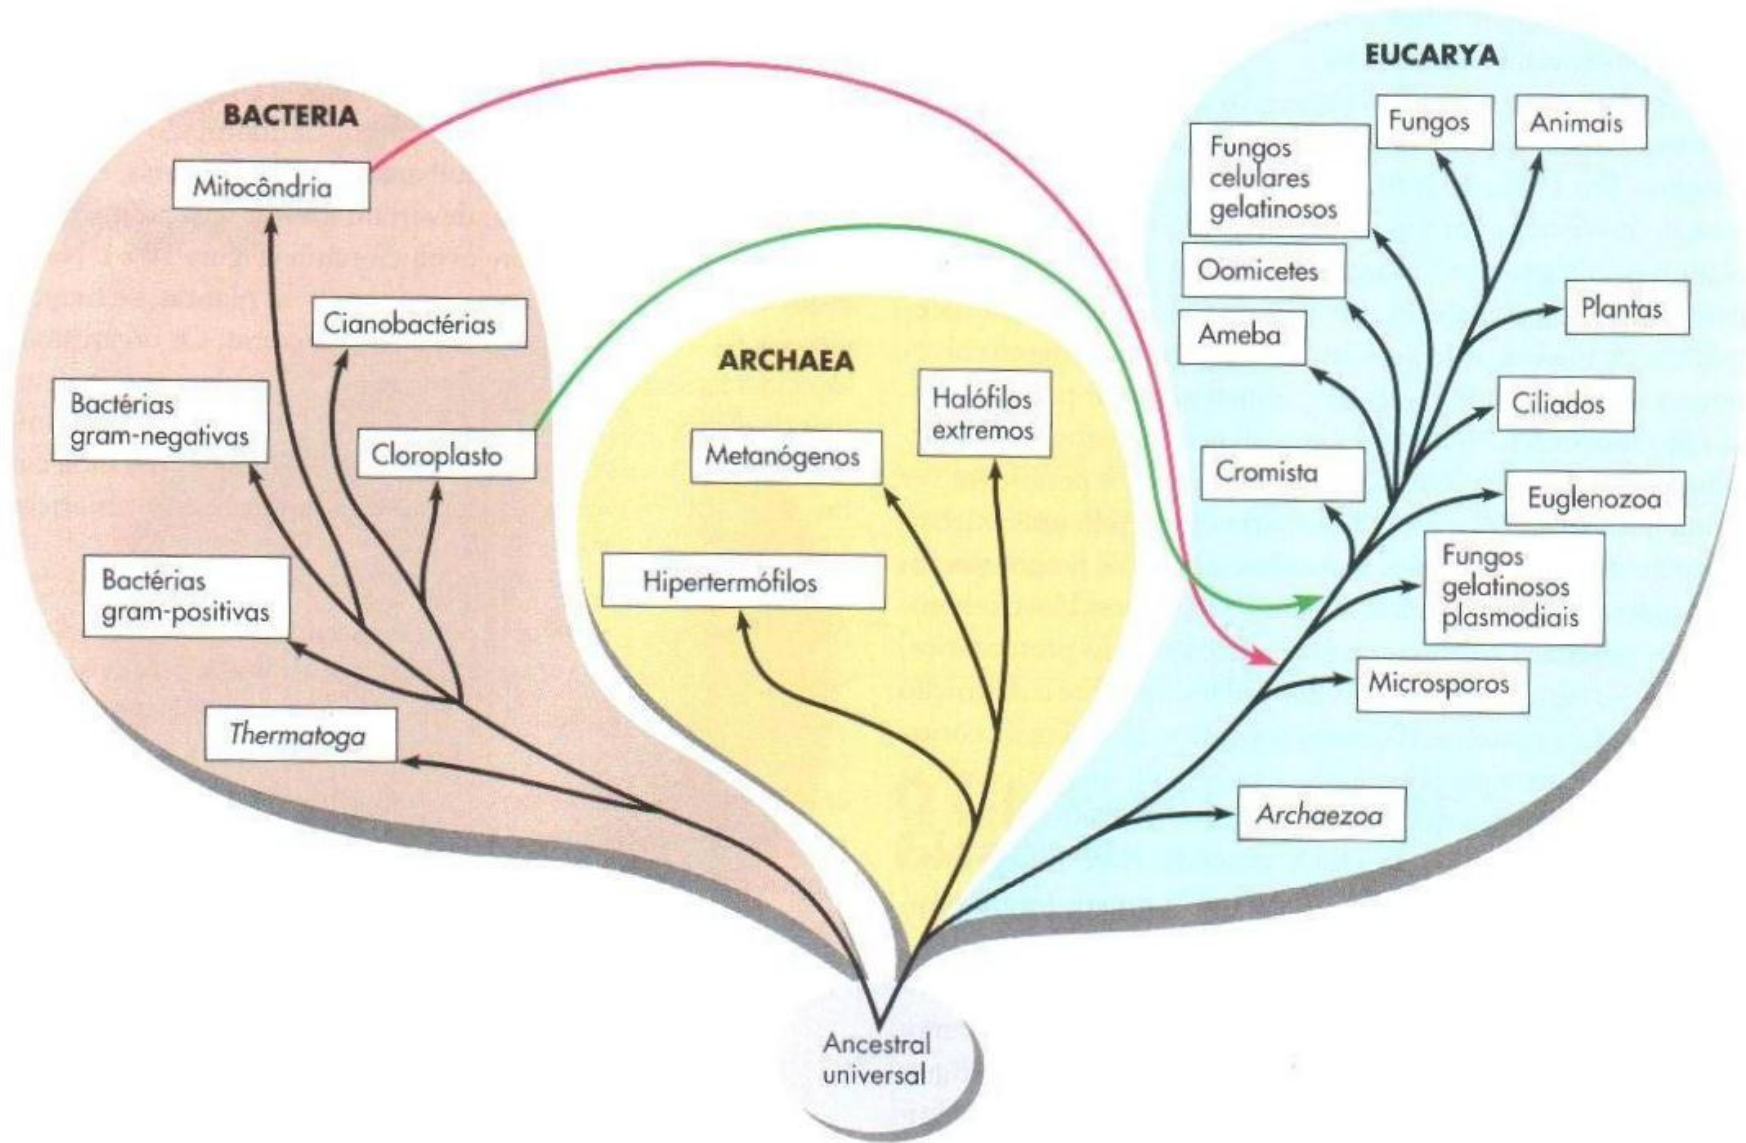 BACTERIA
Mitocôndria
Cianobactérias
Bactérias
gram-negativas
Cloroplasto
Bactérias
gram-positivas
Thermatoga
ARCHAEA
Halófilos
extremos
Metanógenos
Hipertermófilos
EUCARYA
Fungos
Animais
Fungos
celulares
gelatinosos
Oomicetes
Plantas
Ameba
Ciliados
Cromista
Euglenozoa
Fungos
gelatinosos
plasmodiais
Microsporos
Archaezoa
Ancestral
universal